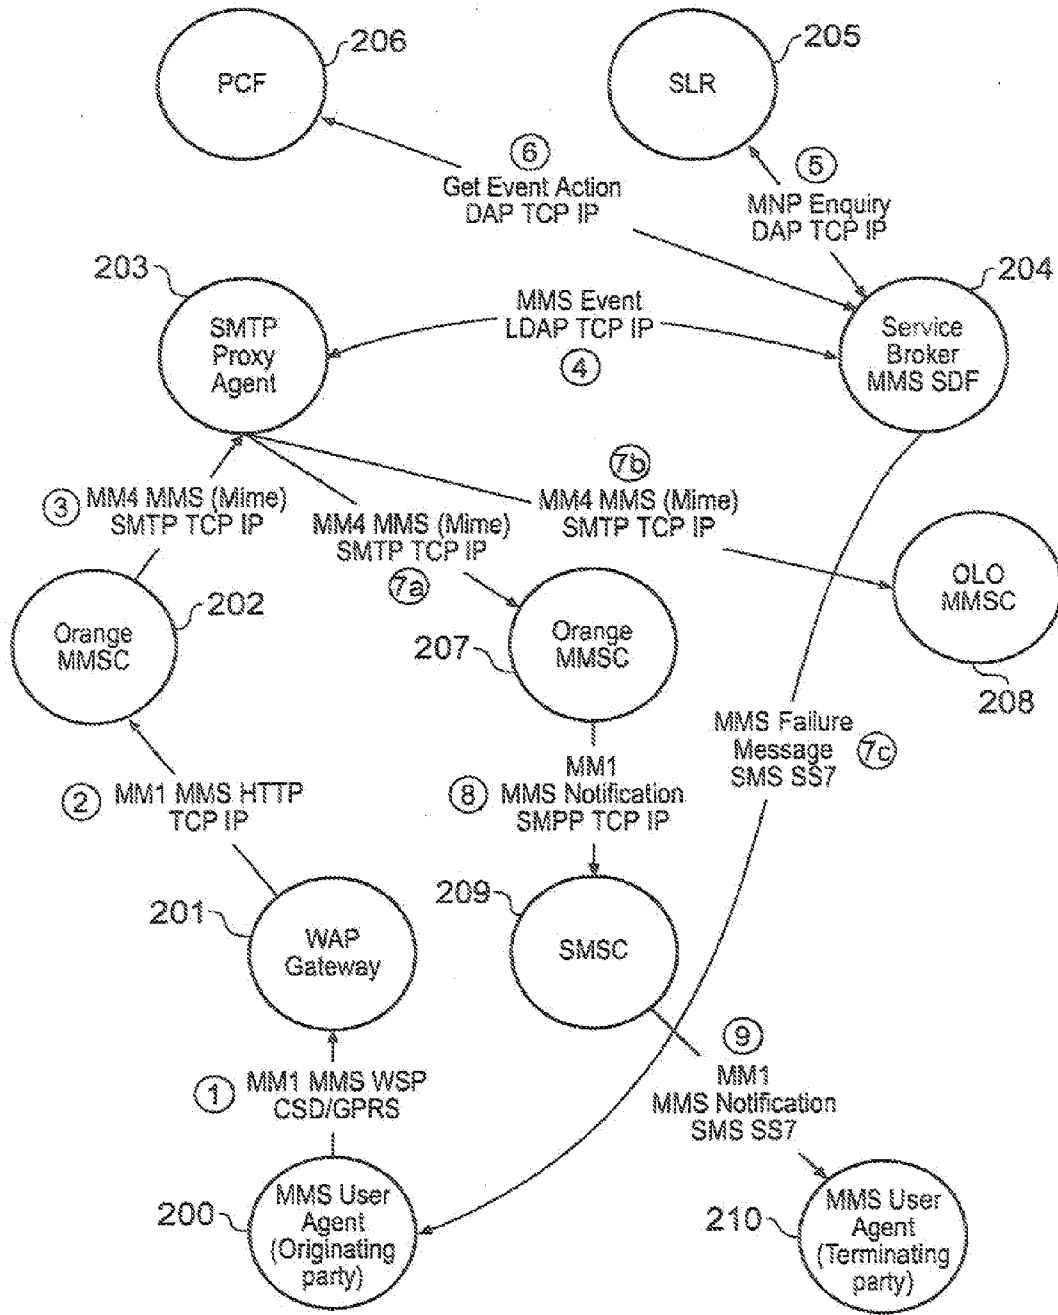 206
PCF
205
SLR
6
Get Event Action
DAP TCP IP
5
MNP Enquiry
DAP TCP IP
203
SMTP
Proxy
Agent
MMS Event
LDAP TCP IP
4
204
Service
Broker
MMS SDF
3
MM4 MMS (Mime)
SMTP TCP IP
MM4 MMS (Mime)
SMTP TCP IP
7a
7b
MM4 MMS (Mime)
SMTP TCP IP
OLO
MMSC
208
202
Orange
MMSC
207
Orange
MMSC
MMS Failure
Message
SMS SS7
7c
2
MM1 MMS HTTP
TCP IP
8
MM1
MMS Notification
SMPP TCP IP
201
WAP
Gateway
209
SMSC
1
MM1 MMS WSP
CSD/GPRS
9
MM1
MMS Notification
SMS SS7
200
MMS User
Agent
(Originating
party)
210
MMS User
Agent
(Terminating
party)